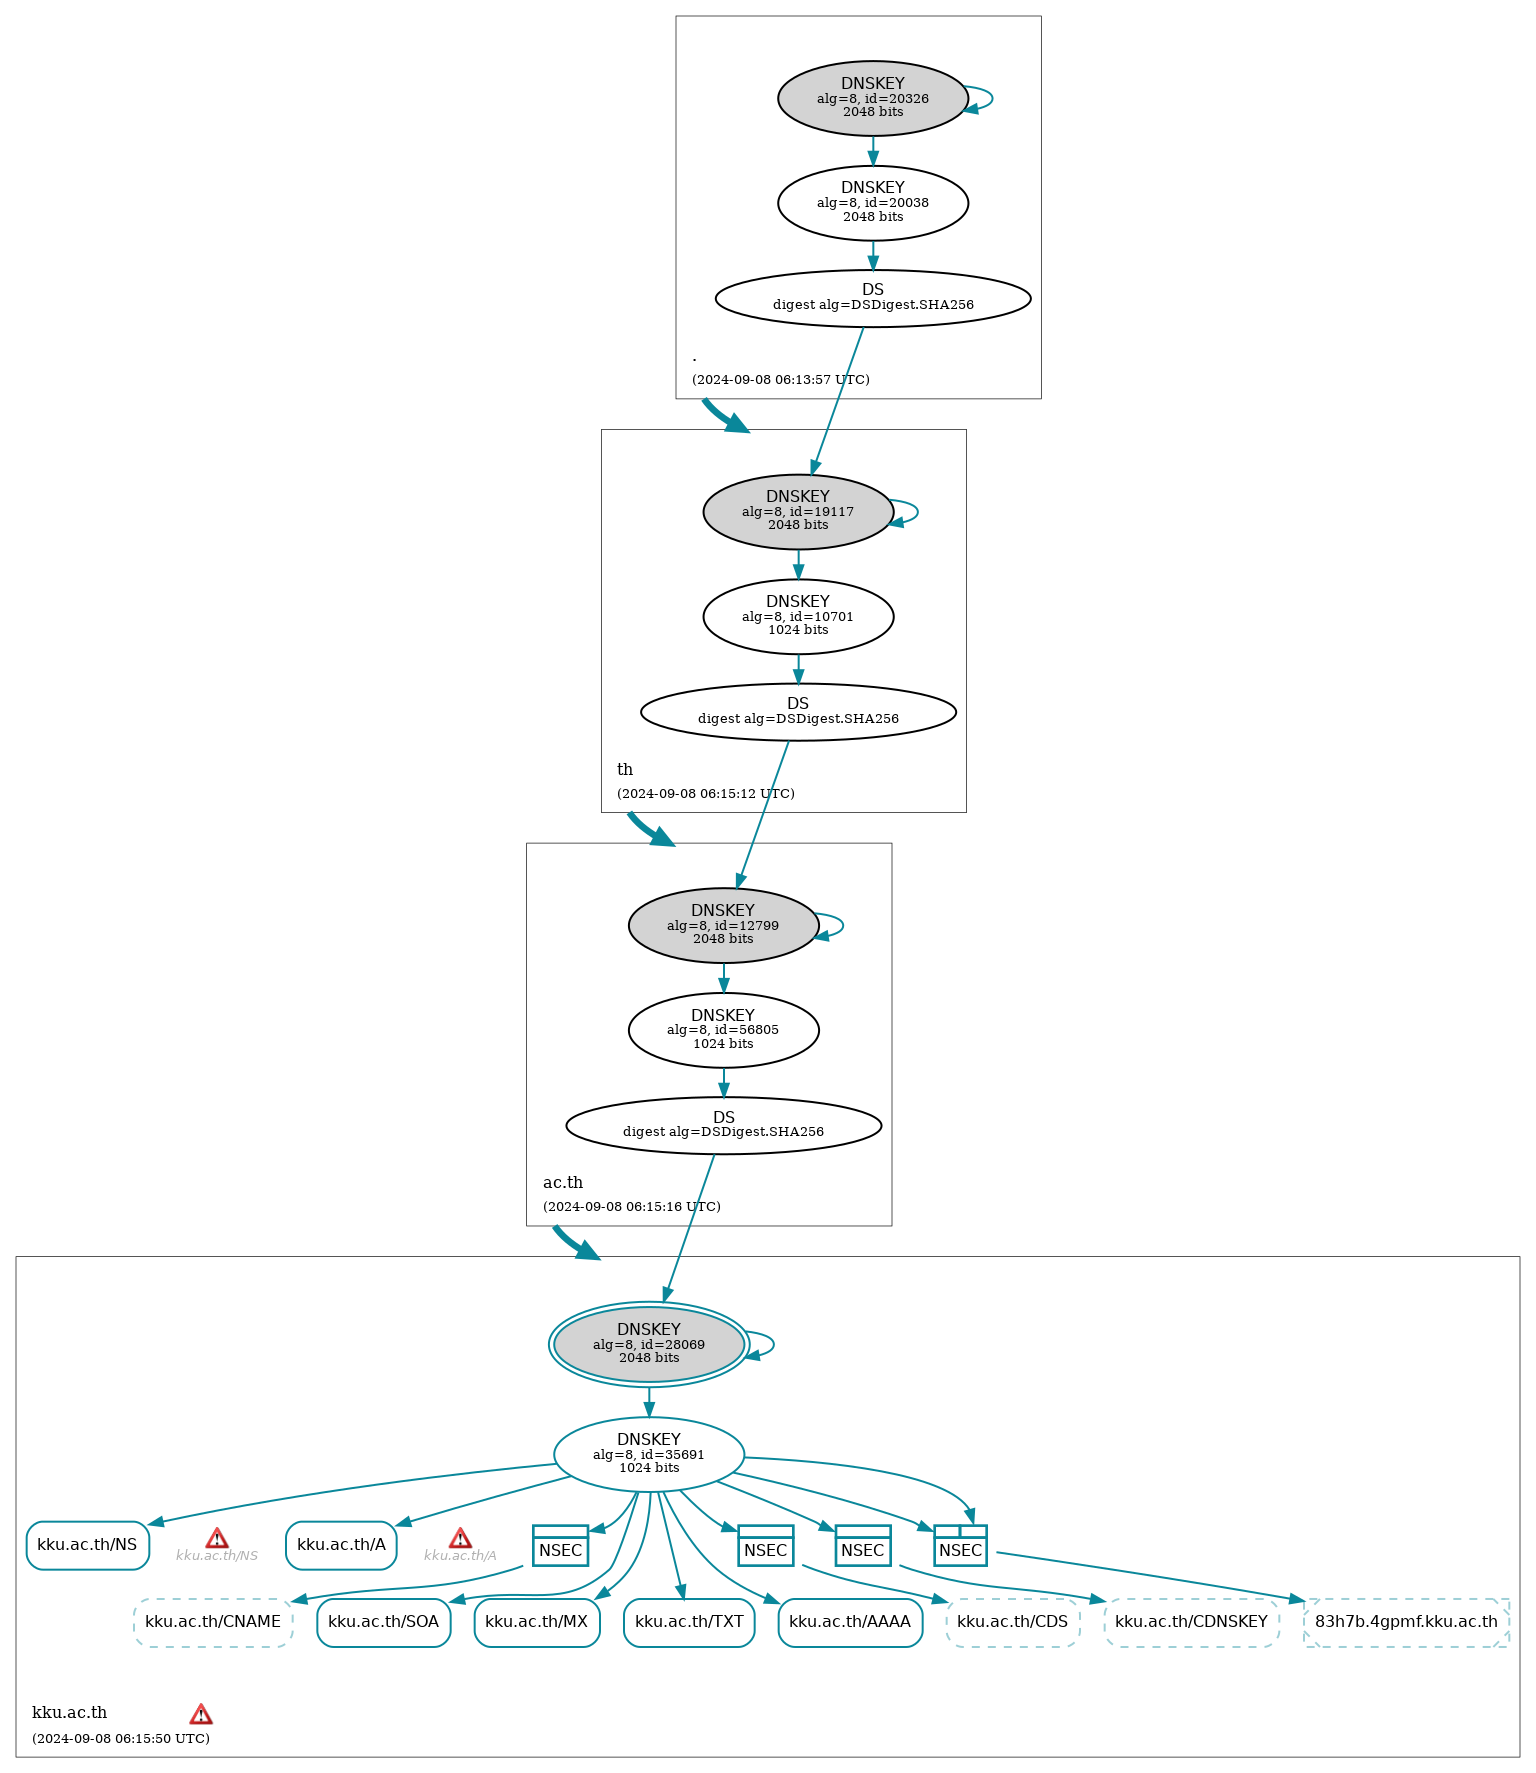 DNSKEY
alg=8, id=20326
2048 bits
DNSKEY
alg=8, id=20038
2048 bits
DS
digest alg=DSDigest.SHA256
.
(2024-09-08 06:13:57 UTC)
DNSKEY
alg=8, id=19117
2048 bits
DNSKEY
alg=8, id=10701
1024 bits
DS
digest alg=DSDigest.SHA256
th
(2024-09-08 06:15:12 UTC)
DNSKEY
alg=8, id=12799
2048 bits
DNSKEY
alg=8, id=56805
1024 bits
DS
digest alg=DSDigest.SHA256
ac.th
(2024-09-08 06:15:16 UTC)
DNSKEY
alg=8, id=28069
2048 bits
DNSKEY
alg=8, id=35691
1024 bits
kku.ac.th/NS
kku.ac.th/NS
kku.ac.th/A
kku.ac.th/A
NSEC
NSEC
NSEC
NSEC
kku.ac.th/CNAME
kku.ac.th/SOA
kku.ac.th/MX
kku.ac.th/TXT
kku.ac.th/AAAA
kku.ac.th/CDS
kku.ac.th/CDNSKEY
83h7b.4gpmf.kku.ac.th
kku.ac.th
(2024-09-08 06:15:50 UTC)